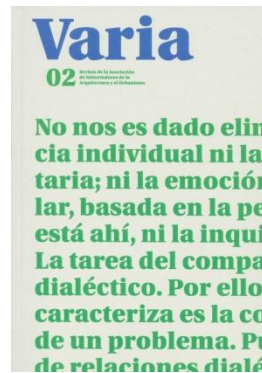 Varia
02
Revista de la Asociación
de historiadores de la
Arquitectura y el Urbanismo
No nos es dado elin
cia individual ni la
taria; ni la emoción
lar, basada en la pe
está ahí, ni la inqui
La tarea del compa
dialéctico. Por ello
caracteriza es la co
de un problema. Pu
de relaciones dialé